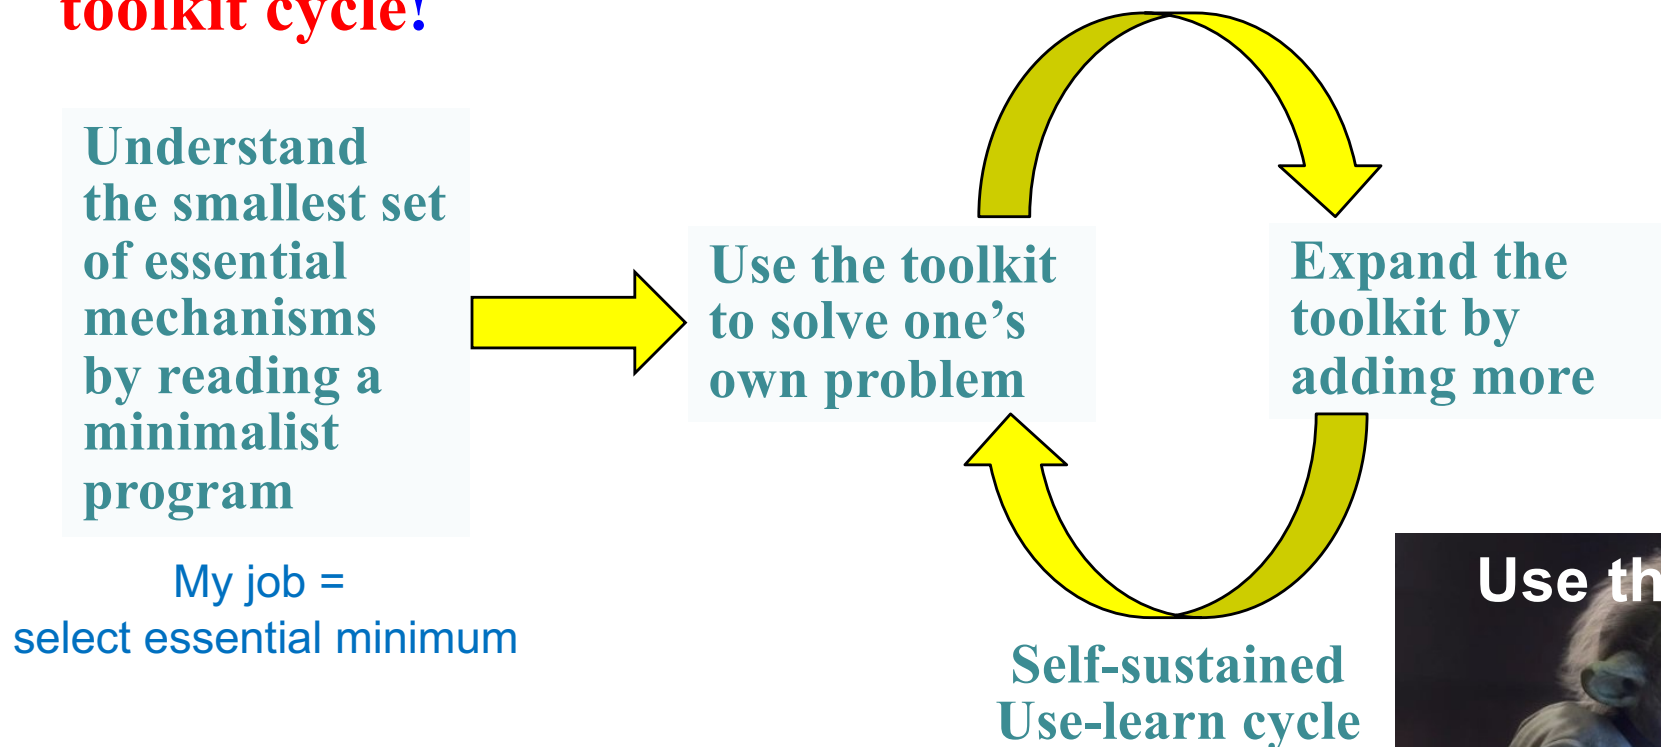 toolkit cycle!
Understand
the smallest set
of essential
mechanisms
by reading a
minimalist
program
My job =
select essential minimum
Use the toolkit
to solve one’s
own problem
Expand the
toolkit by
adding more
Self-sustained
Use-learn cycle
Use